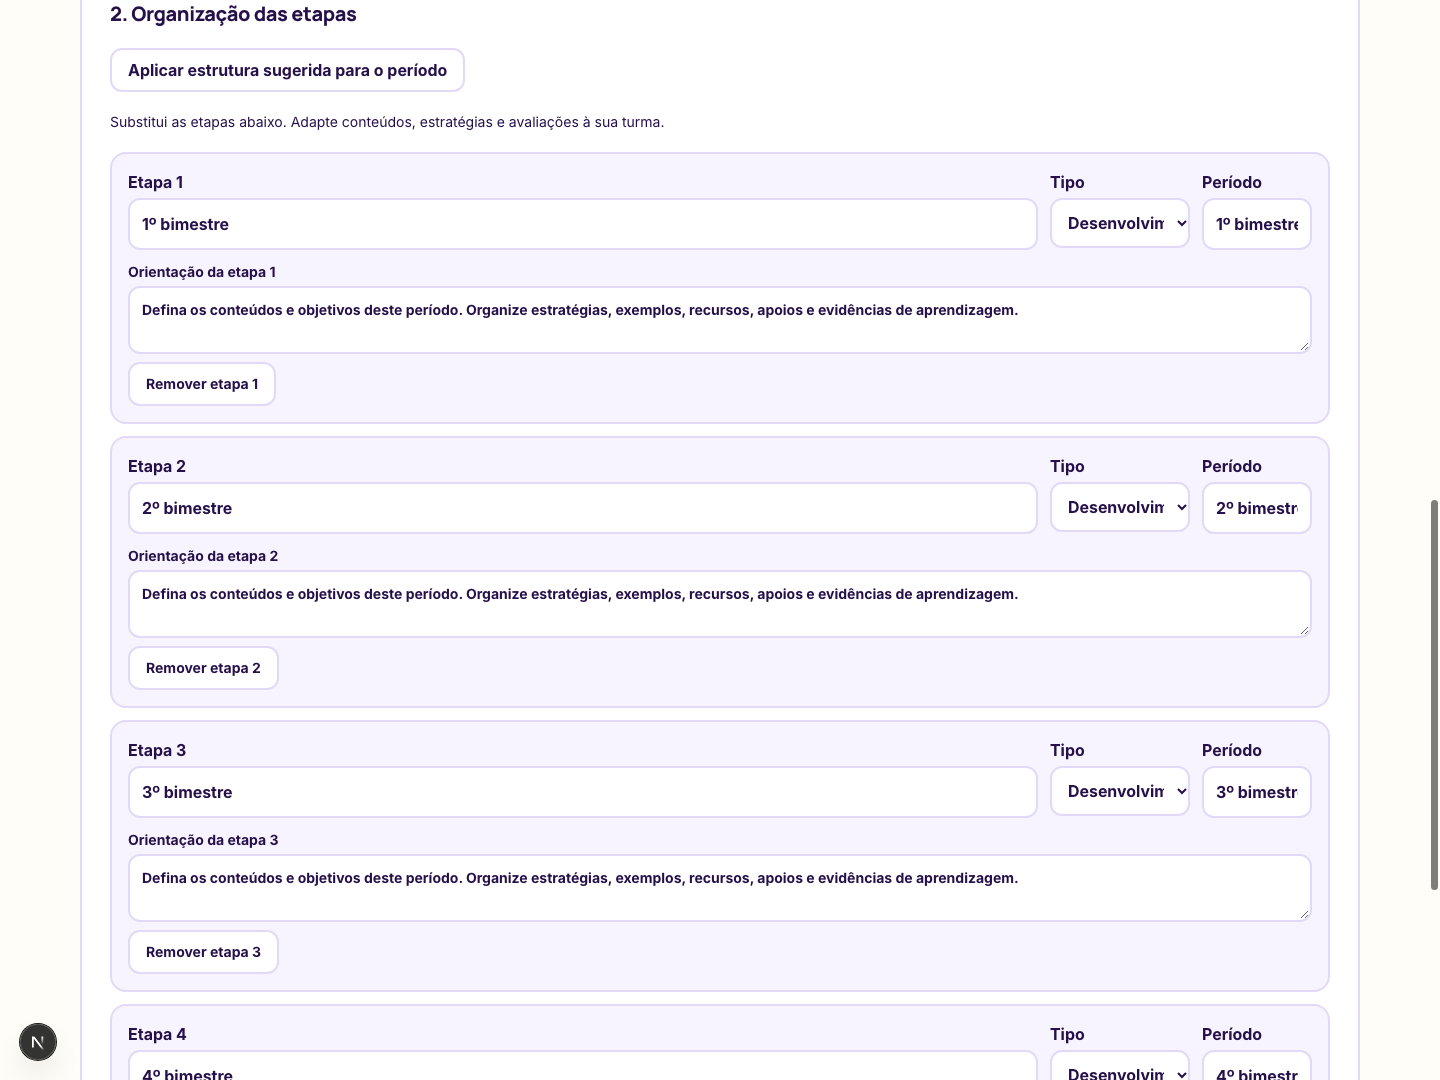 2. Organização das etapas
Aplicar estrutura sugerida para o período
Substitui as etapas abaixo. Adapte conteúdos, estratégias e avaliações à sua turma.
Etapa 1 Tipo Período
1º bimestre Desenvolvim 1º bimestre
Orientação da etapa 1
Defina os conteúdos e objetivos deste período. Organize estratégias, exemplos, recursos, apoios e evidências de aprendizagem.
Remover etapa 1
Etapa 2 Tipo Período
2º bimestre Desenvolvim 2º bimestr
Orientação da etapa 2
Defina os conteúdos e objetivos deste período. Organize estratégias, exemplos, recursos, apoios e evidências de aprendizagem.
Remover etapa 2
Etapa 3 Tipo Período
3º bimestre Desenvolvim 3º bimestr
Orientação da etapa 3
Defina os conteúdos e objetivos deste período. Organize estratégias, exemplos, recursos, apoios e evidências de aprendizagem.
Remover etapa 3
Etapa 4 Tipo Período
4º bimestre Desenvolvim 4º bimestr
N